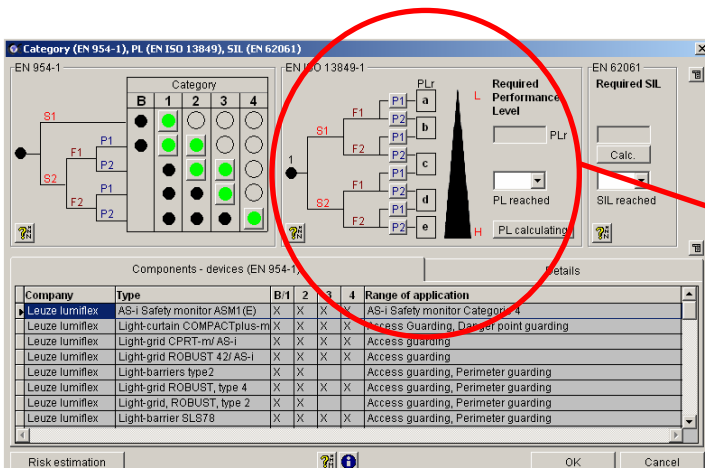 Category (EN 954-1), PL (EN ISO 13849), SIL (EN 62061)
EN 954-1
Category
B 1 2 3 4
S1
P1
F1
P2
S2
P1
F2
P2
EN ISO 13849-1
PLr
1
S1
F1
P1
a
P2
F2
P1
b
P2
c
S2
F1
P1
P2
d
F2
P1
P2
e
L
H
Required
Performance
Level
PLr
PL reached
PL calculating
EN 62061
Required SIL
Calc.
SIL reached
Components - devices (EN 954-1)
Details
Company Type B/1 2 3 4 Range of application
Leuze lumiflex AS-i Safety monitor ASM1(E) X X X X AS-i Safety monitor Categorie 4
Leuze lumiflex Light-curtain COMPACTplus-m X X X X Access Guarding, Danger point guarding
Leuze lumiflex Light-grid CPRT-m/ AS-i X X X X Access guarding
Leuze lumiflex Light-grid ROBUST 42/ AS-i X X X X Access guarding
Leuze lumiflex Light-barriers type2 X X Access guarding, Perimeter guarding
Leuze lumiflex Light-grid ROBUST, type 4 X X X X Access guarding, Perimeter guarding
Leuze lumiflex Light-grid, ROBUST, type 2 X X Access guarding, Perimeter guarding
Leuze lumiflex Light-barrier SLS78 X X X X Access guarding, Perimeter guarding
Risk estimation
OK
Cancel